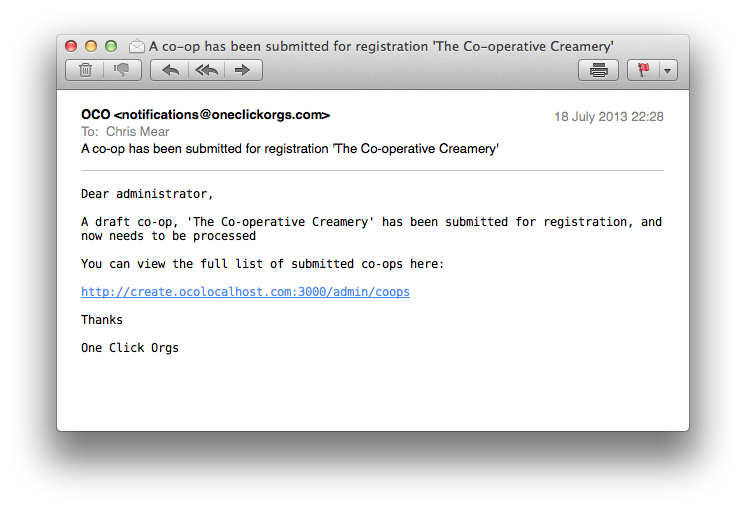 A co-op has been submitted for registration 'The Co-operative Creamery'
OCO <notifications@oneclickorgs.com>
18 July 2013 22:28
To: Chris Mear
A co-op has been submitted for registration 'The Co-operative Creamery'
Dear administrator,
A draft co-op, 'The Co-operative Creamery' has been submitted for registration, and
now needs to be processed
You can view the full list of submitted co-ops here:
http://create.ocolocalhost.com:3000/admin/coops
Thanks
One Click Orgs